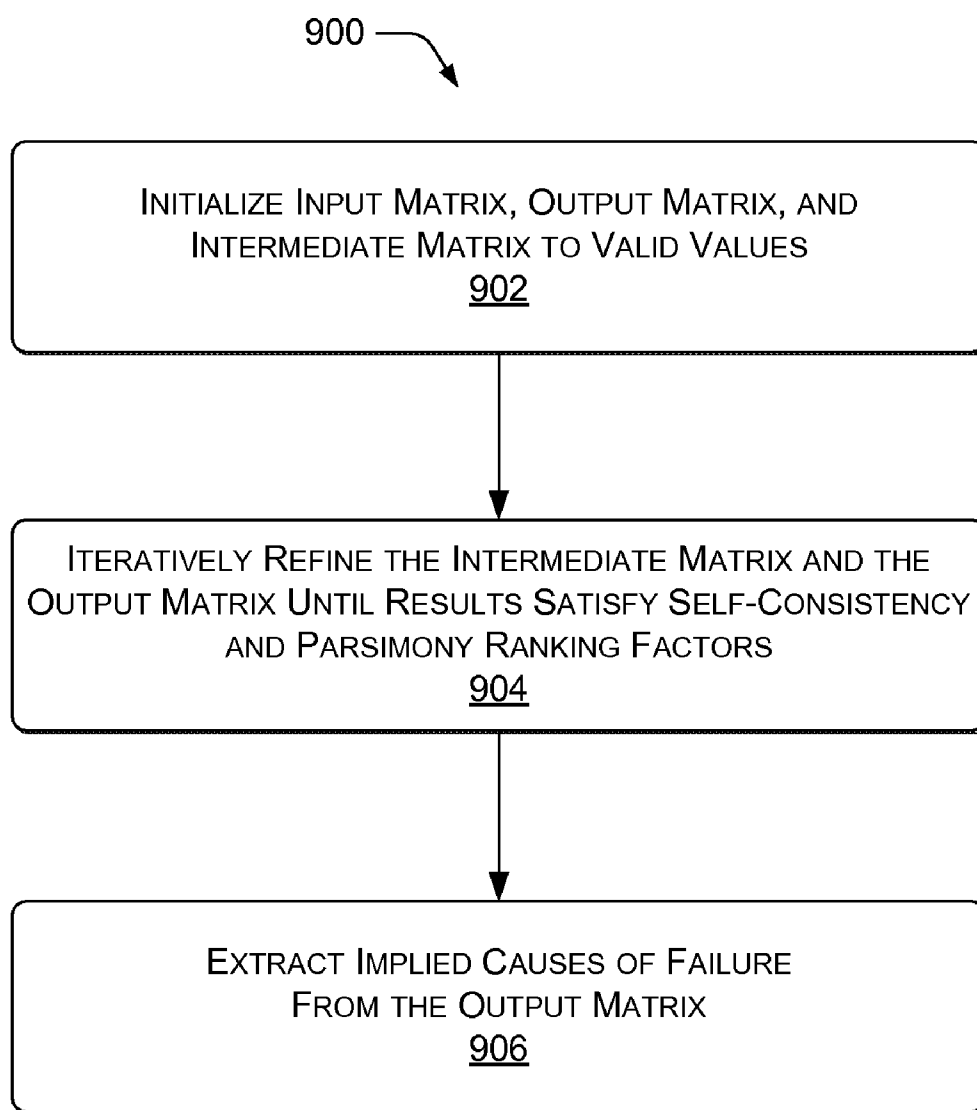 900
INITIALIZE INPUT MATRIX, OUTPUT MATRIX, AND
INTERMEDIATE MATRIX TO VALID VALUES
902
ITERATIVELY REFINE THE INTERMEDIATE MATRIX AND THE
OUTPUT MATRIX UNTIL RESULTS SATISFY SELF-CONSISTENCY
AND PARSIMONY RANKING FACTORS
904
EXTRACT IMPLIED CAUSES OF FAILURE
FROM THE OUTPUT MATRIX
906